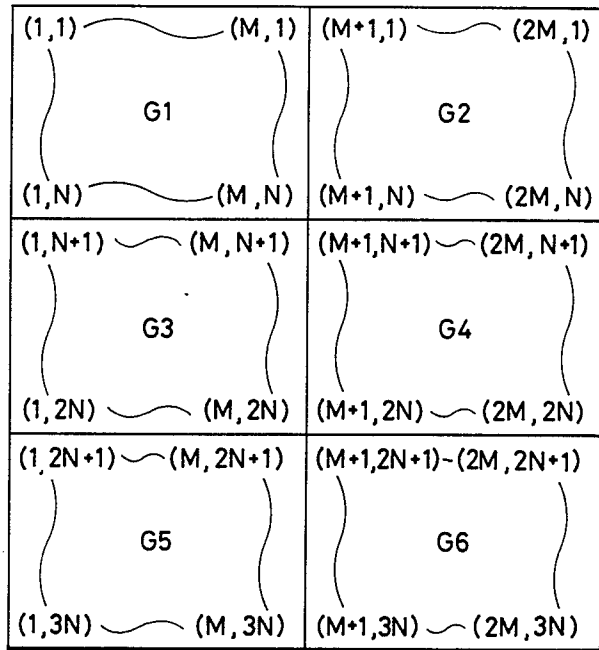 (1,1) (M,1) (M+1,1) (2M,1)
G1 G2
(1,N) (M,N) (M+1,N) (2M,N)
(1,N+1) (M,N+1) (M+1,N+1) (2M,N+1)
G3 G4
(1,2N) (M,2N) (M+1,2N) (2M,2N)
(1,2N+1) (M,2N+1) (M+1,2N+1)-(2M,2N+1)
G5 G6
(1,3N) (M,3N) (M+1,3N) (2M,3N)